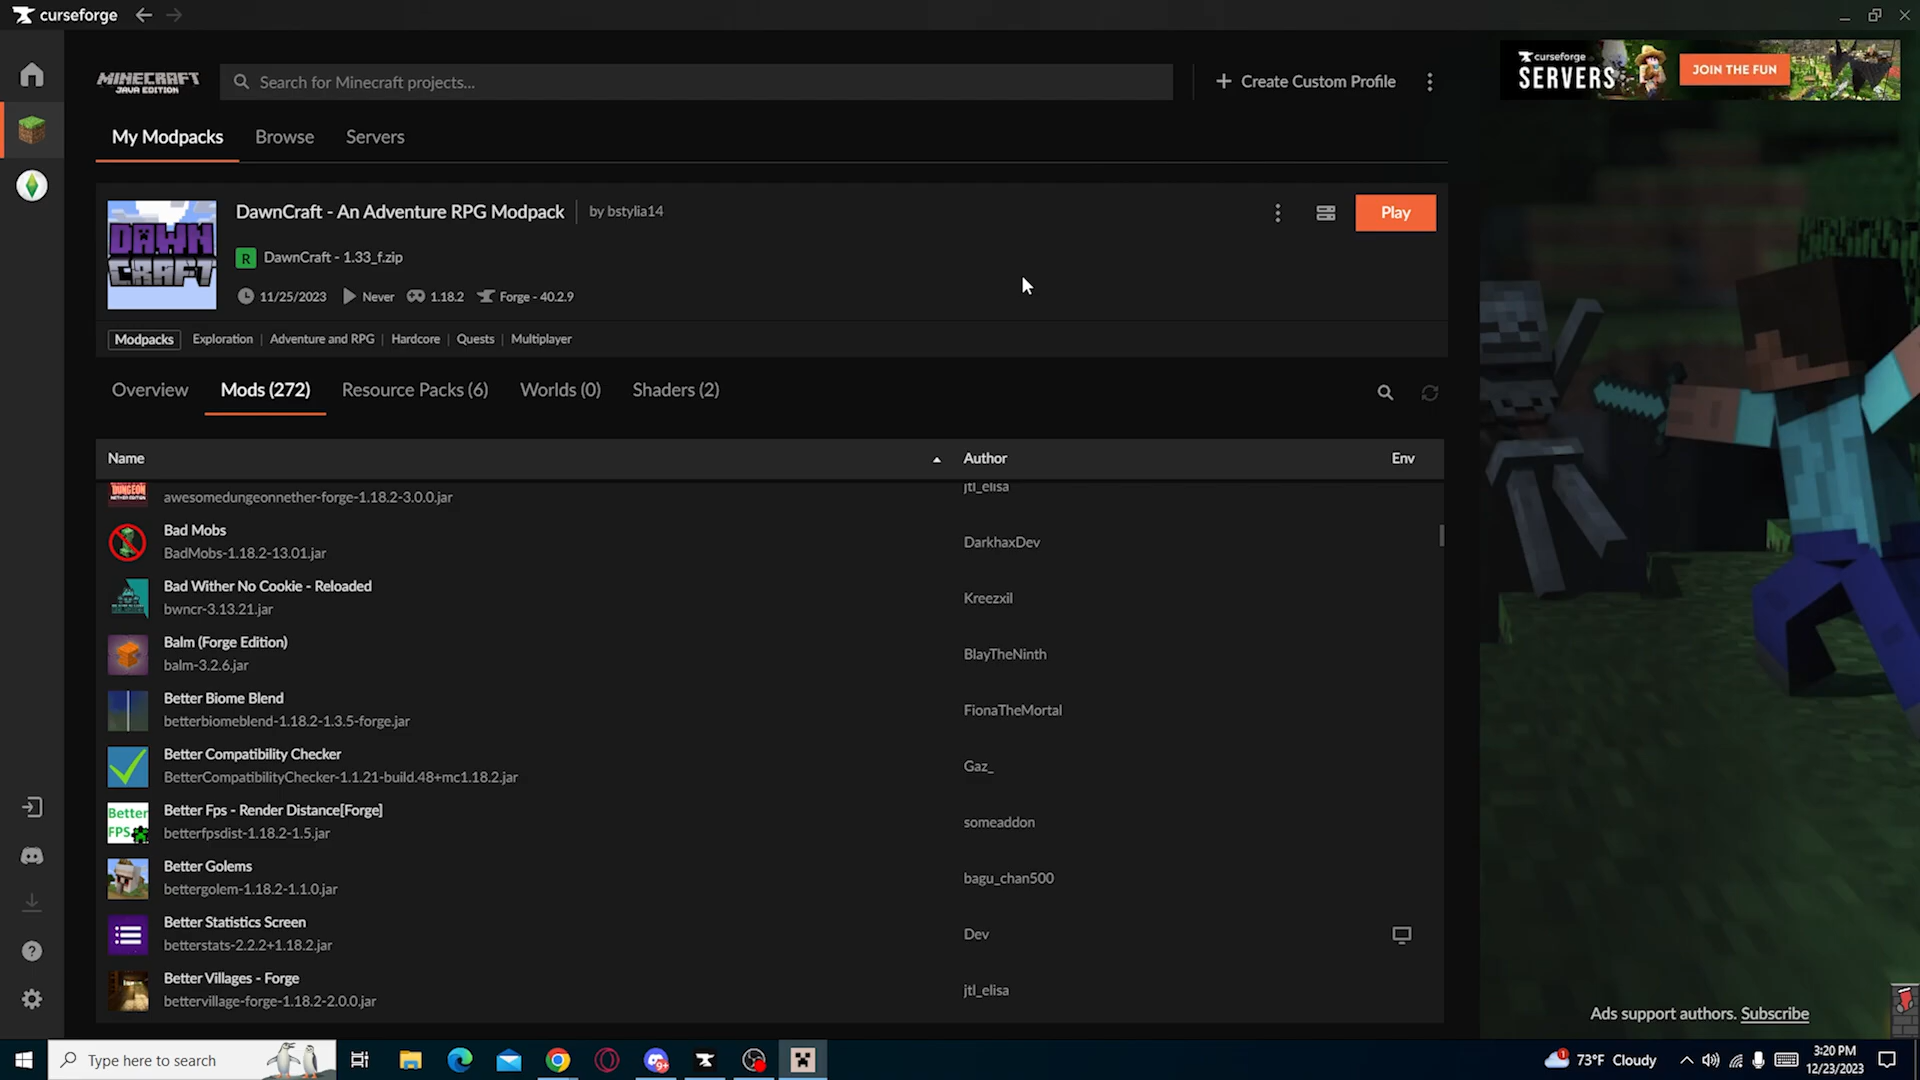 curseforge
MINECRAFT
JAVA EDITION
Search for Minecraft projects...
Create Custom Profile
curseforge
SERVERS
JOIN THE FUN
My Modpacks
Browse
Servers
DAWN
CRAFT
DawnCraft - An Adventure RPG Modpack
by bstylia14
Play
R
DawnCraft - 1.33_f.zip
11/25/2023
Never
1.18.2
Forge - 40.2.9
Modpacks
Exploration
Adventure and RPG
Hardcore
Quests
Multiplayer
Overview
Mods (272)
Resource Packs (6)
Worlds (0)
Shaders (2)
Name
Author
Env
DUNGEON
awesomedungeonnether-forge-1.18.2-3.0.0.jar
jtl_elisa
Bad Mobs
BadMobs-1.18.2-13.01.jar
DarkhaxDev
Bad Wither No Cookie - Reloaded
bwncr-3.13.21.jar
Kreezxil
Balm (Forge Edition)
balm-3.2.6.jar
BlayTheNinth
Better Biome Blend
betterbiomeblend-1.18.2-1.3.5-forge.jar
FionaTheMortal
Better Compatibility Checker
BetterCompatibilityChecker-1.1.21-build.48+mc1.18.2.jar
Gaz_
Better
FPS
Better Fps - Render Distance[Forge]
betterfpsdist-1.18.2-1.5.jar
someaddon
Better Golems
bettergolem-1.18.2-1.1.0.jar
bagu_chan500
Better Statistics Screen
betterstats-2.2.2+1.18.2.jar
Dev
Better Villages - Forge
bettervillage-forge-1.18.2-2.0.0.jar
jtl_elisa
Ads support authors. Subscribe
Type here to search
9+
1
73°F Cloudy
3:20 PM
12/23/2023